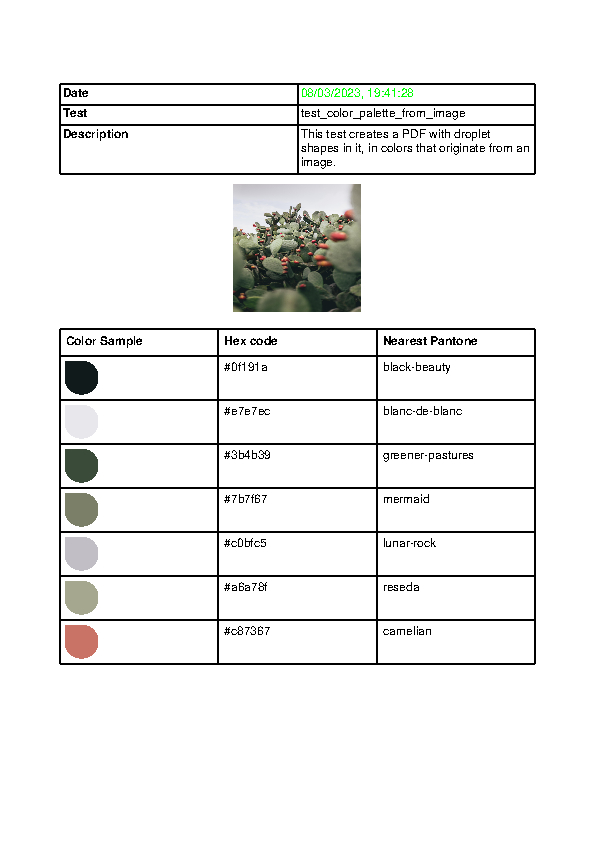 Date 08/03/2023, 19:41:28
Test test_color_palette_from_image
Description This test creates a PDF with droplet
shapes in it, in colors that originate from an
image.
Color Sample Hex code Nearest Pantone
#0f191a black-beauty
#e7e7ec blanc-de-blanc
#3b4b39 greener-pastures
#7b7f67 mermaid
#c0bfc5 lunar-rock
#a6a78f reseda
#c87367 camelian